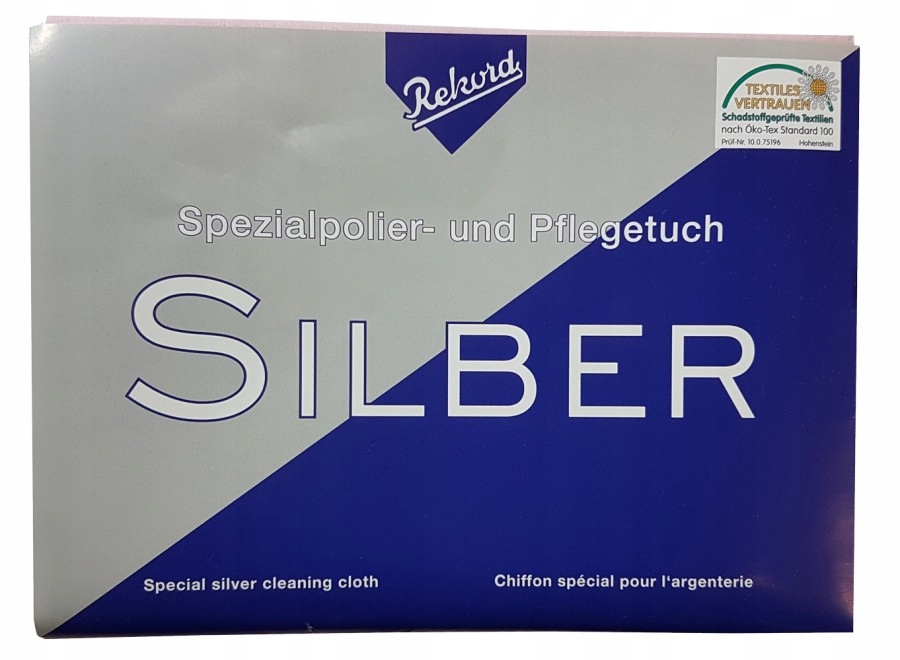 Rekord
TEXTILES
VERTRAUEN
Schadstoffgeprüfte Textilien
nach Öko-Tex Standard 100
Prüf-Nr. 10.0.75196 Hohenstein
Spezialpolier- und Pflegetuch
SILBER
Special silver cleaning cloth
Chiffon spécial pour l‘argenterie